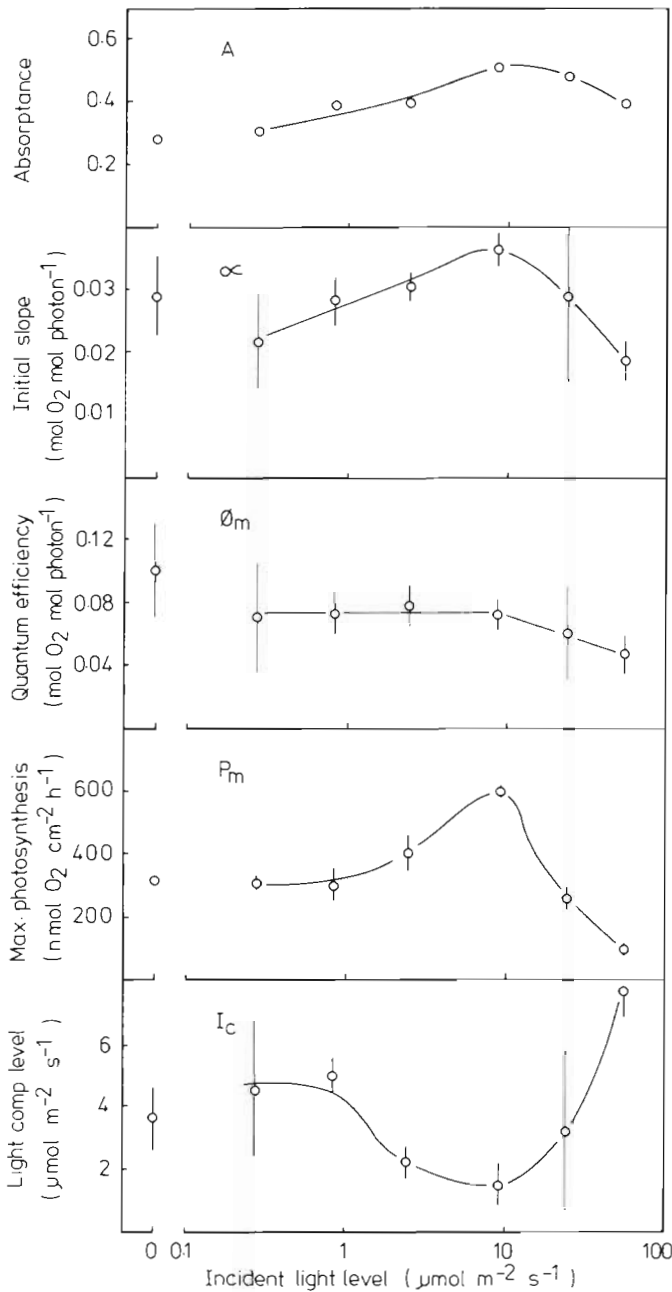 0.6
A
0.4
0.2
Absorptance
∝
0.03
0.02
0.01
Initial slope
(mol O2 mol photon⁻¹)
Øm
0.12
0.08
0.04
Quantum efficiency
(mol O2 mol photon⁻¹)
Pm
600
400
200
Max. photosynthesis
(nmol O2 cm⁻² h⁻¹)
Ic
6
4
2
Light comp level
(µmol m⁻² s⁻¹)
0 0.1 1 10 100
Incident light level (µmol m⁻² s⁻¹)